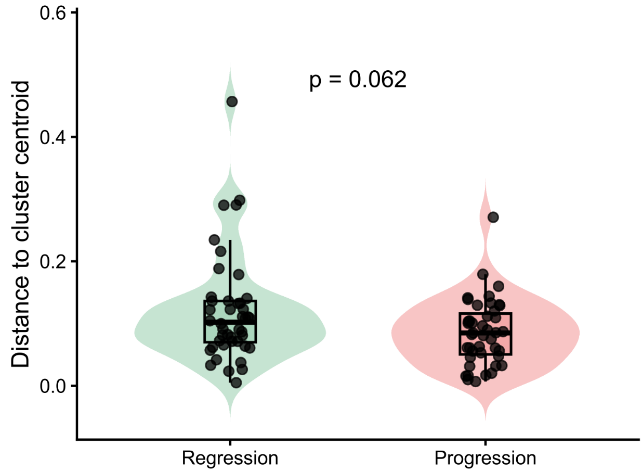 0.6
p = 0.062
0.4
0.2
0.0
Distance to cluster centroid
Regression
Progression